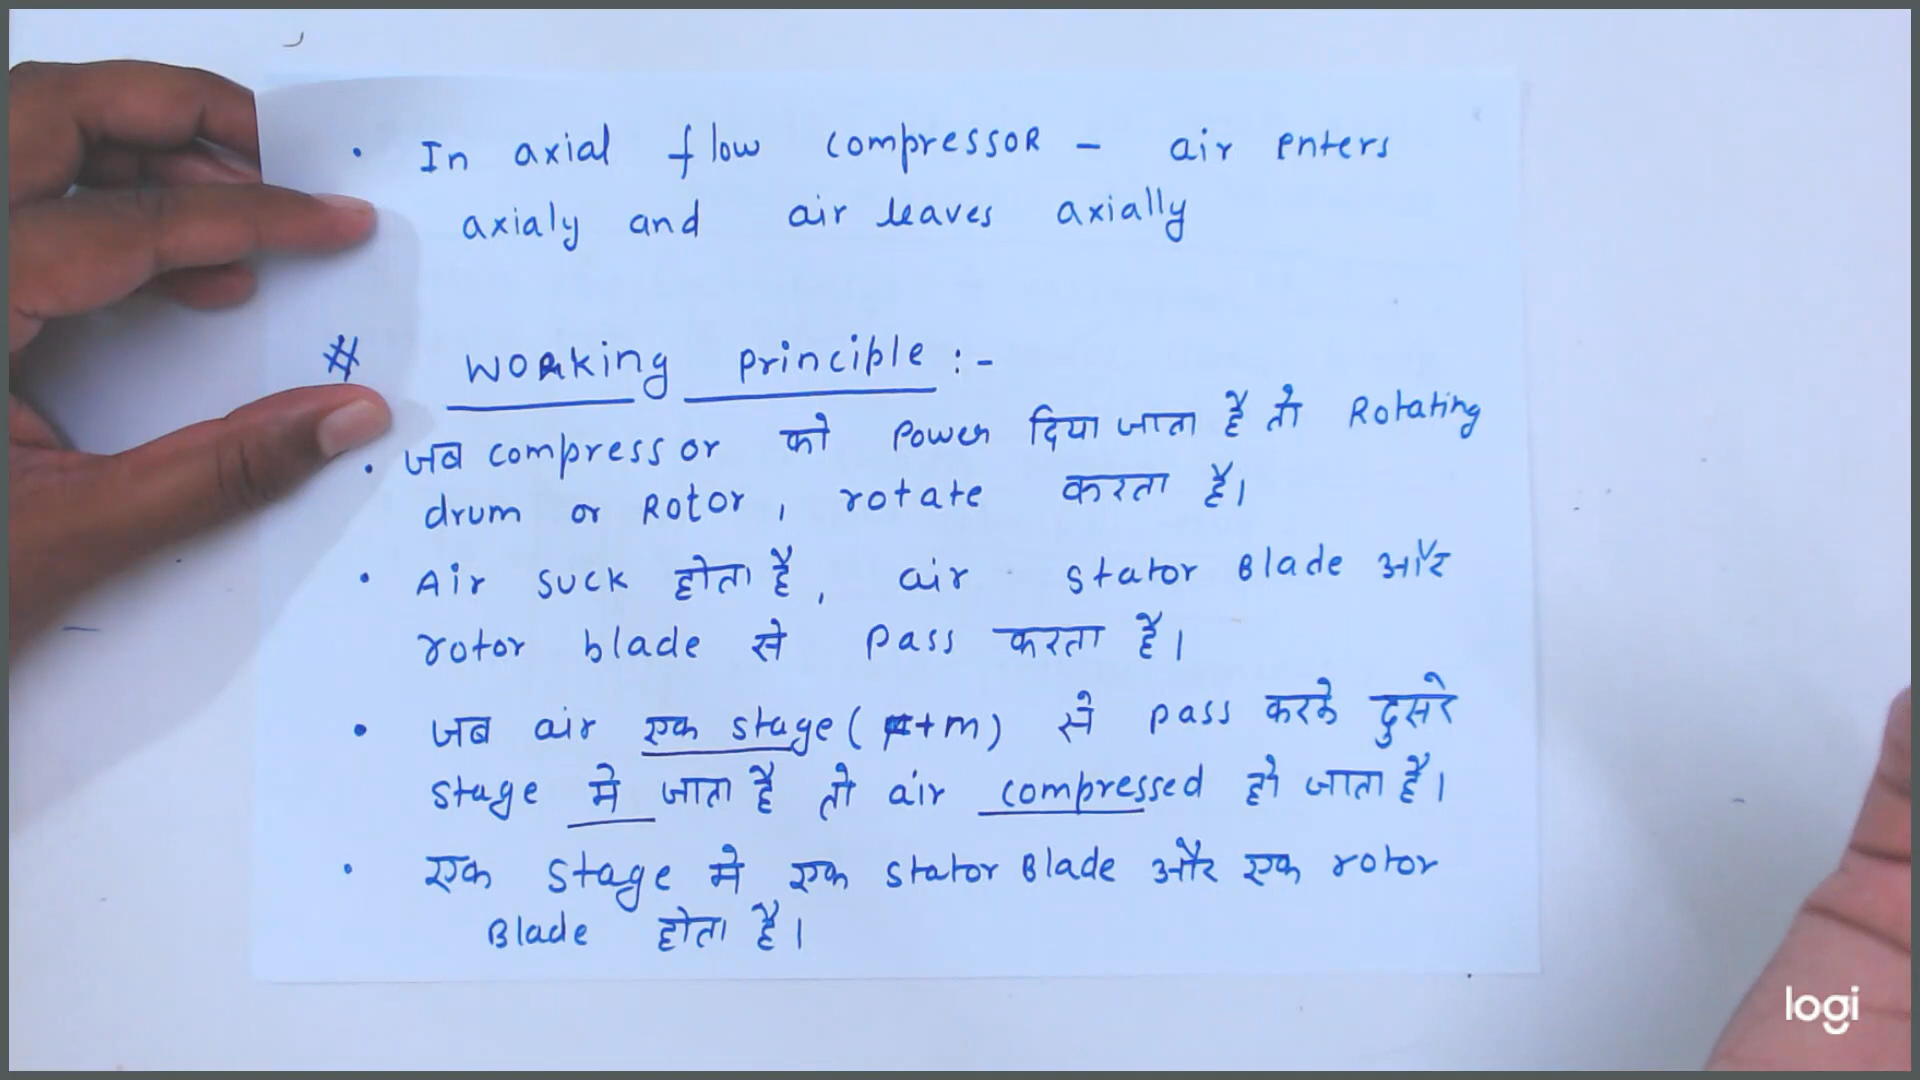 • In axial flow compressor - air enters
axialy and air leaves axially
# Working principle :-
• जब compressor को Power दिया जाता है तो Rotating
drum or Rotor, rotate करता है।
• Air suck होता है, air stator Blade और
rotor blade से pass करता है।
• जब air एक stage ( +m) से pass करके दुसरे
stage मे जाता है तो air compressed हो जाता है।
• एक stage मे एक stator Blade और एक rotor
Blade होता है।
logi